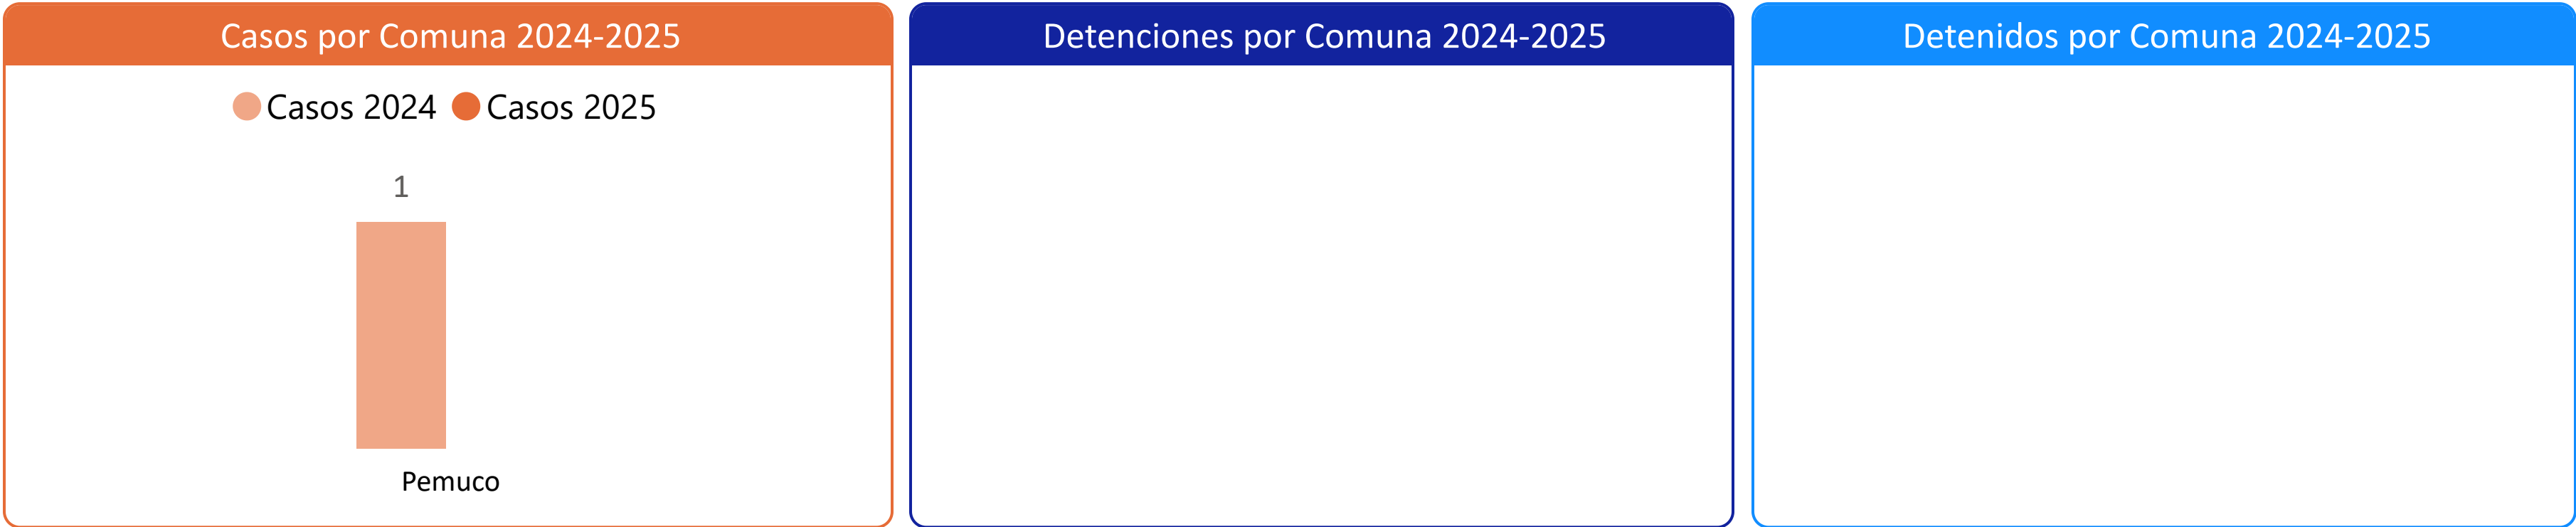 Casos por Comuna 2024-2025
Casos 2024 Casos 2025
1
Pemuco
Detenciones por Comuna 2024-2025
Detenidos por Comuna 2024-2025